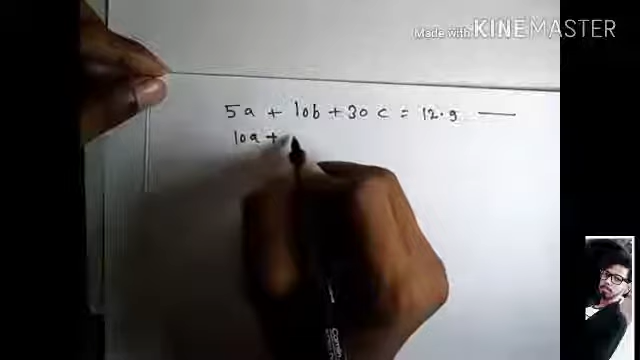 Made with KINEMASTER
5a + 10b + 30c = 12.9 —
10a +